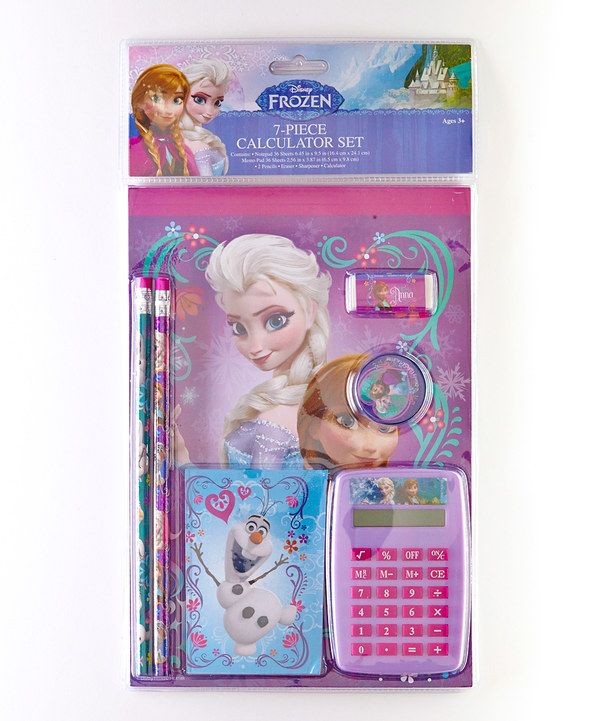 Disney
FROZEN
7-PIECE
CALCULATOR SET
Ages 3+
Contains: • Notepad 36 Sheets 6.45 in x 9.5 in (16.4 cm x 24.1 cm)
Memo Pad 36 Sheets 2.56 in x 3.87 in (6.5 cm x 9.8 cm)
• 2 Pencils • Eraser • Sharpener • Calculator
Anna
√ % OFF ON/C
M– M+ CE
7 8 9 ÷
4 5 6 ×
1 2 3 –
0 . = +